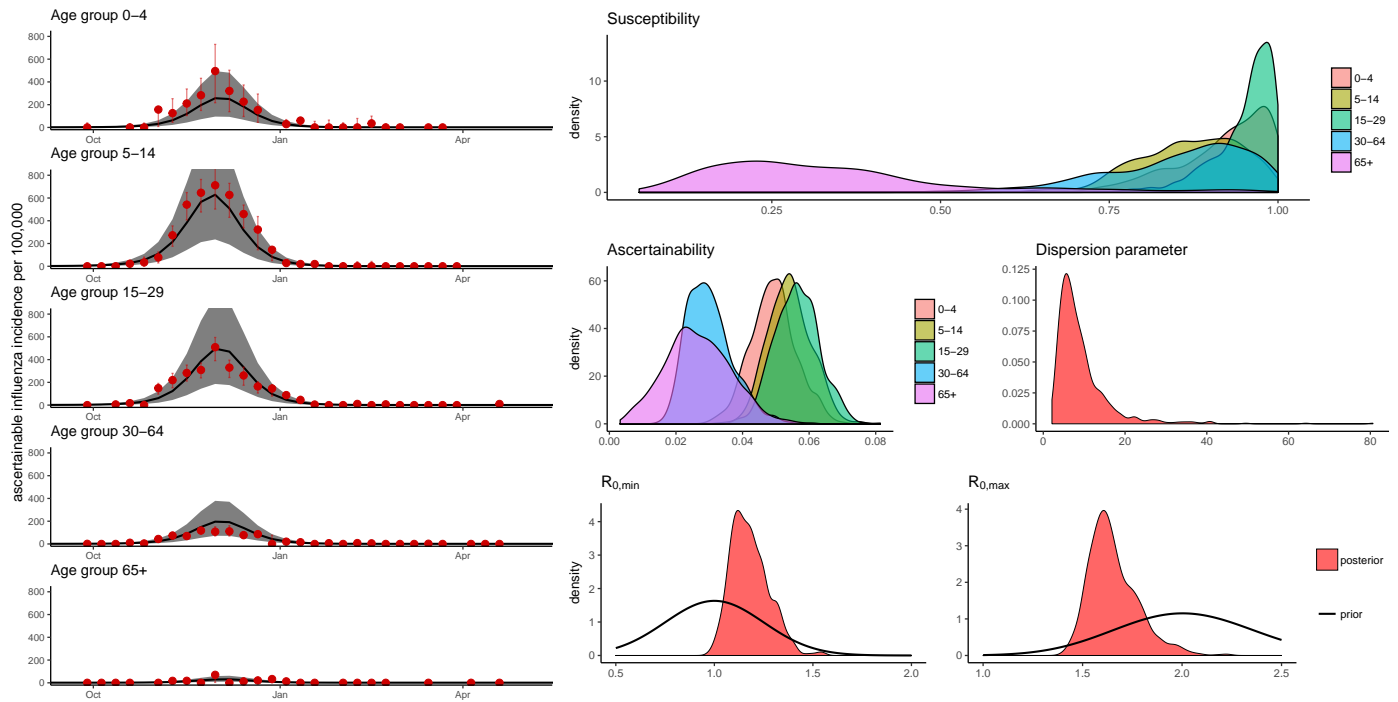 ascertainable influenza incidence per 100,000
Age group 0–4
800
600
400
200
0
Oct
Jan
Apr
Age group 5–14
800
600
400
200
0
Oct
Jan
Apr
Age group 15–29
800
600
400
200
0
Oct
Jan
Apr
Age group 30–64
800
600
400
200
0
Oct
Jan
Apr
Age group 65+
800
600
400
200
0
Oct
Jan
Apr
Susceptibility
density
10
5
0
0.25
0.50
0.75
1.00
0–4
5–14
15–29
30–64
65+
Ascertainability
density
60
40
20
0
0.00
0.02
0.04
0.06
0.08
0–4
5–14
15–29
30–64
65+
Dispersion parameter
0.125
0.100
0.075
0.050
0.025
0.000
0
20
40
60
80
R0,min
density
4
3
2
1
0
0.5
1.0
1.5
2.0
R0,max
4
3
2
1
0
1.0
1.5
2.0
2.5
posterior
prior